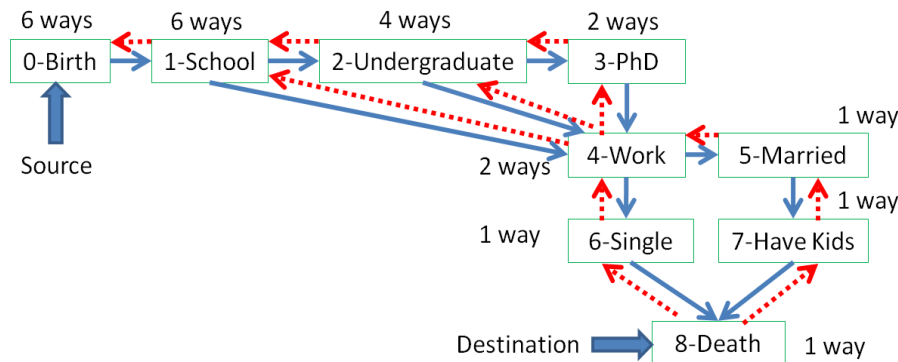 6 ways
6 ways
4 ways
2 ways
0-Birth
1-School
2-Undergraduate
3-PhD
1 way
Source
2 ways
4-Work
5-Married
1 way
1 way
6-Single
7-Have Kids
Destination
8-Death
1 way